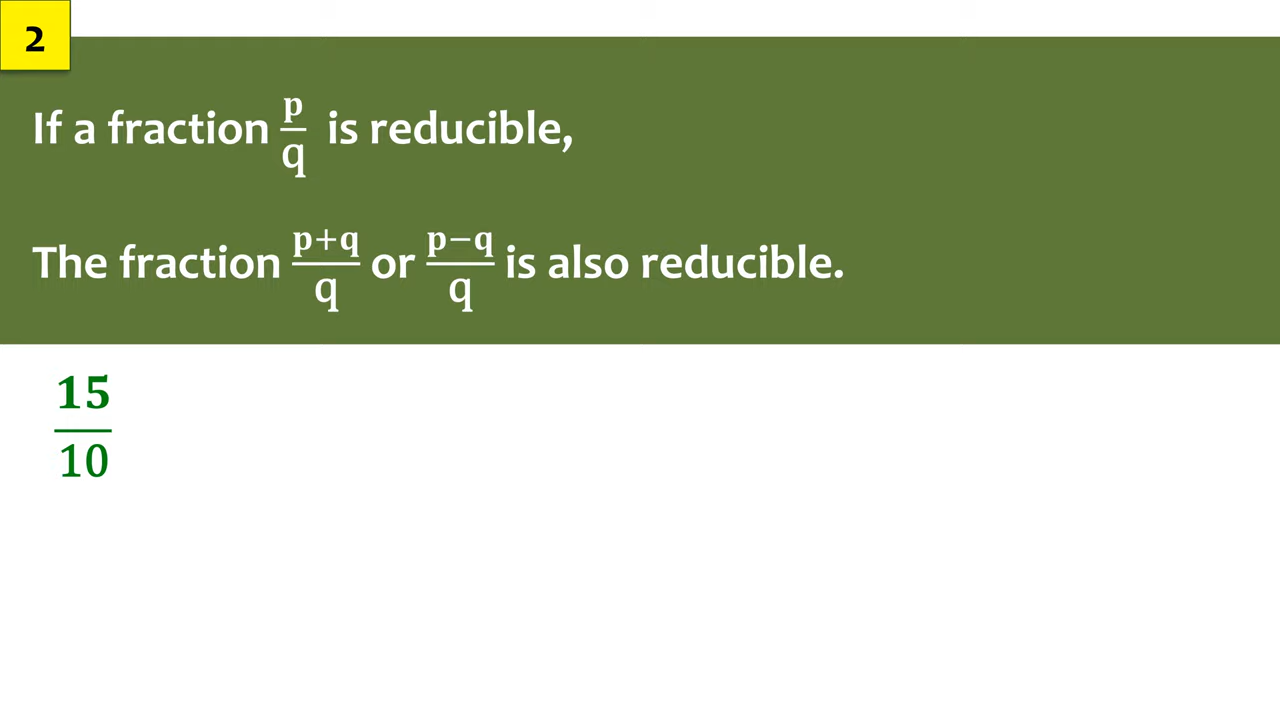 2
If a fraction p/q is reducible,
The fraction p+q/q or p−q/q is also reducible.
15/10